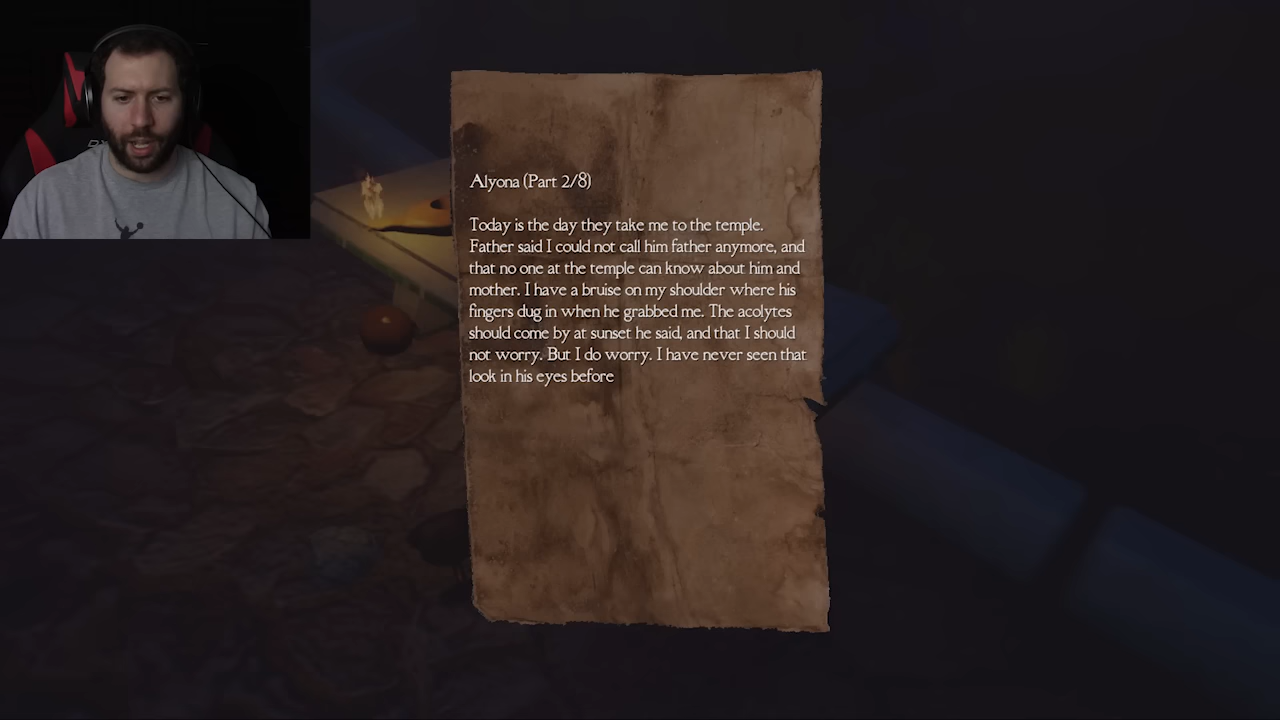 Alyona (Part 2/8)
Today is the day they take me to the temple.
Father said I could not call him father anymore, and
that no one at the temple can know about him and
mother. I have a bruise on my shoulder where his
fingers dug in when he grabbed me. The acolytes
should come by at sunset he said, and that I should
not worry. But I do worry. I have never seen that
look in his eyes before